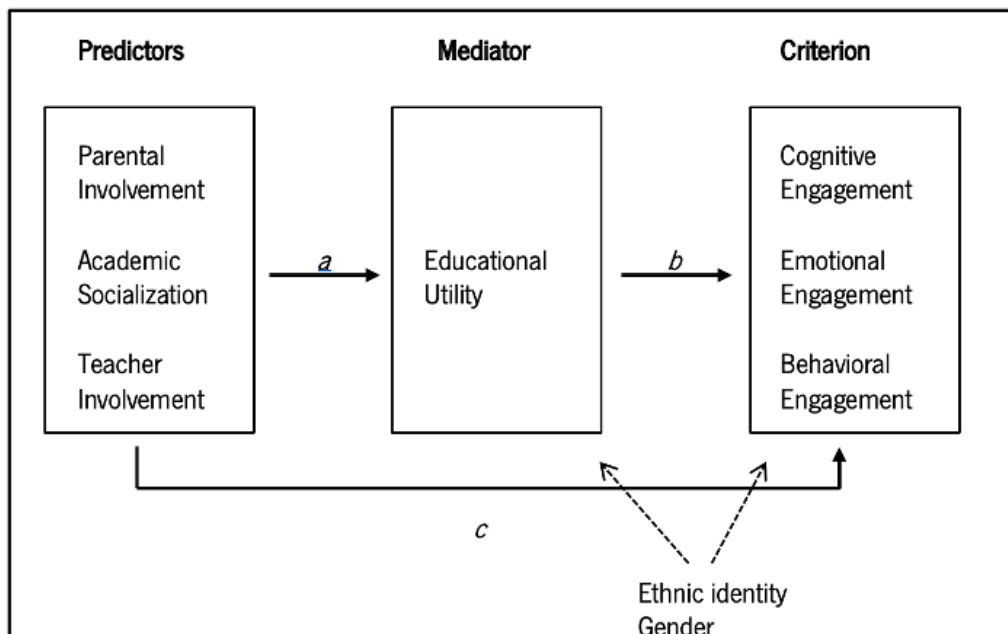 Predictors
Mediator
Criterion
Parental
Involvement
Academic
Socialization
Teacher
Involvement
a
Educational
Utility
b
Cognitive
Engagement
Emotional
Engagement
Behavioral
Engagement
c
Ethnic identity
Gender